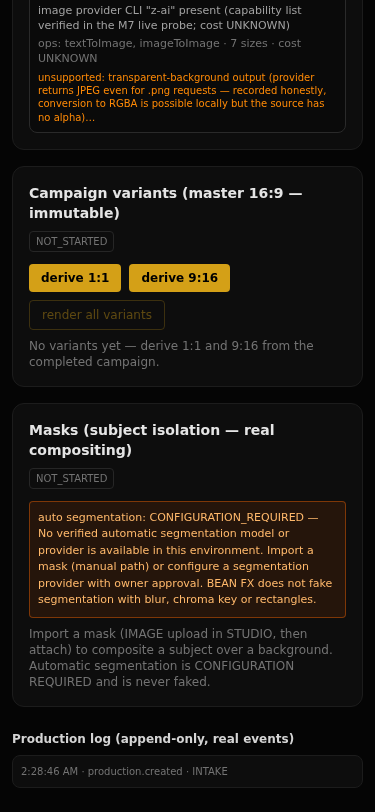 image provider CLI "z-ai" present (capability list
verified in the M7 live probe; cost UNKNOWN)
ops: textToImage, imageToImage · 7 sizes · cost
UNKNOWN
unsupported: transparent-background output (provider
returns JPEG even for .png requests — recorded honestly,
conversion to RGBA is possible locally but the source has
no alpha)…
Campaign variants (master 16:9 —
immutable)
NOT_STARTED
derive 1:1
derive 9:16
render all variants
No variants yet — derive 1:1 and 9:16 from the
completed campaign.
Masks (subject isolation — real
compositing)
NOT_STARTED
auto segmentation: CONFIGURATION_REQUIRED —
No verified automatic segmentation model or
provider is available in this environment. Import a
mask (manual path) or configure a segmentation
provider with owner approval. BEAN FX does not fake
segmentation with blur, chroma key or rectangles.
Import a mask (IMAGE upload in STUDIO, then
attach) to composite a subject over a background.
Automatic segmentation is CONFIGURATION
REQUIRED and is never faked.
Production log (append-only, real events)
2:28:46 AM · production.created · INTAKE